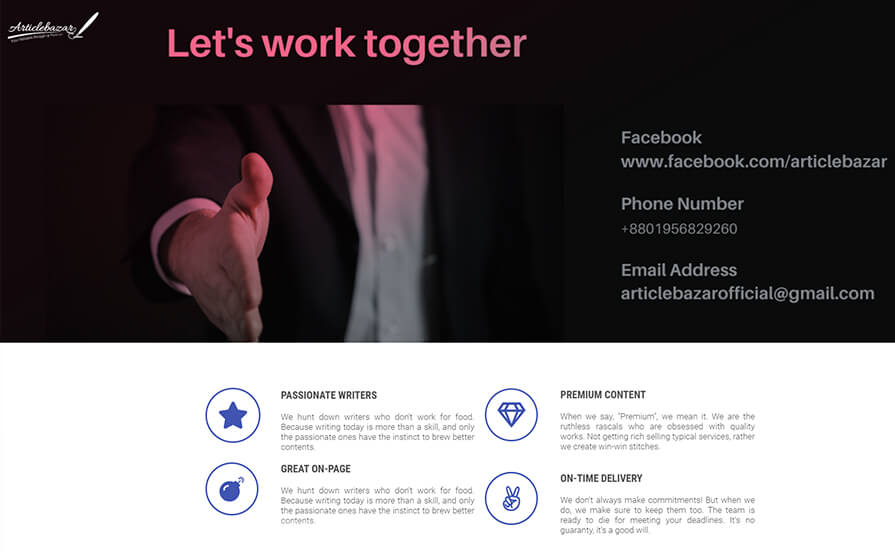 Articlebazar
Let's work together
Facebook
www.facebook.com/articlebazar
Phone Number
+8801956829260
Email Address
articlebazarofficial@gmail.com
PASSIONATE WRITERS
We hunt down writers who don't work for food.
Because writing today is more than a skill, and only
the passionate ones have the instinct to brew better
contents.
GREAT ON-PAGE
We hunt down writers who don't work for food.
Because writing today is more than a skill, and only
the passionate ones have the instinct to brew better
contents.
PREMIUM CONTENT
When we say, "Premium", we mean it. We are the
ruthless rascals who are obsessed with quality
works. Not getting rich selling typical services, rather
we create win-win stitches.
ON-TIME DELIVERY
We don't always make commitments! But when we
do, we make sure to keep them too. The team is
ready to die for meeting your deadlines. It's no
guaranty, it's a good will.